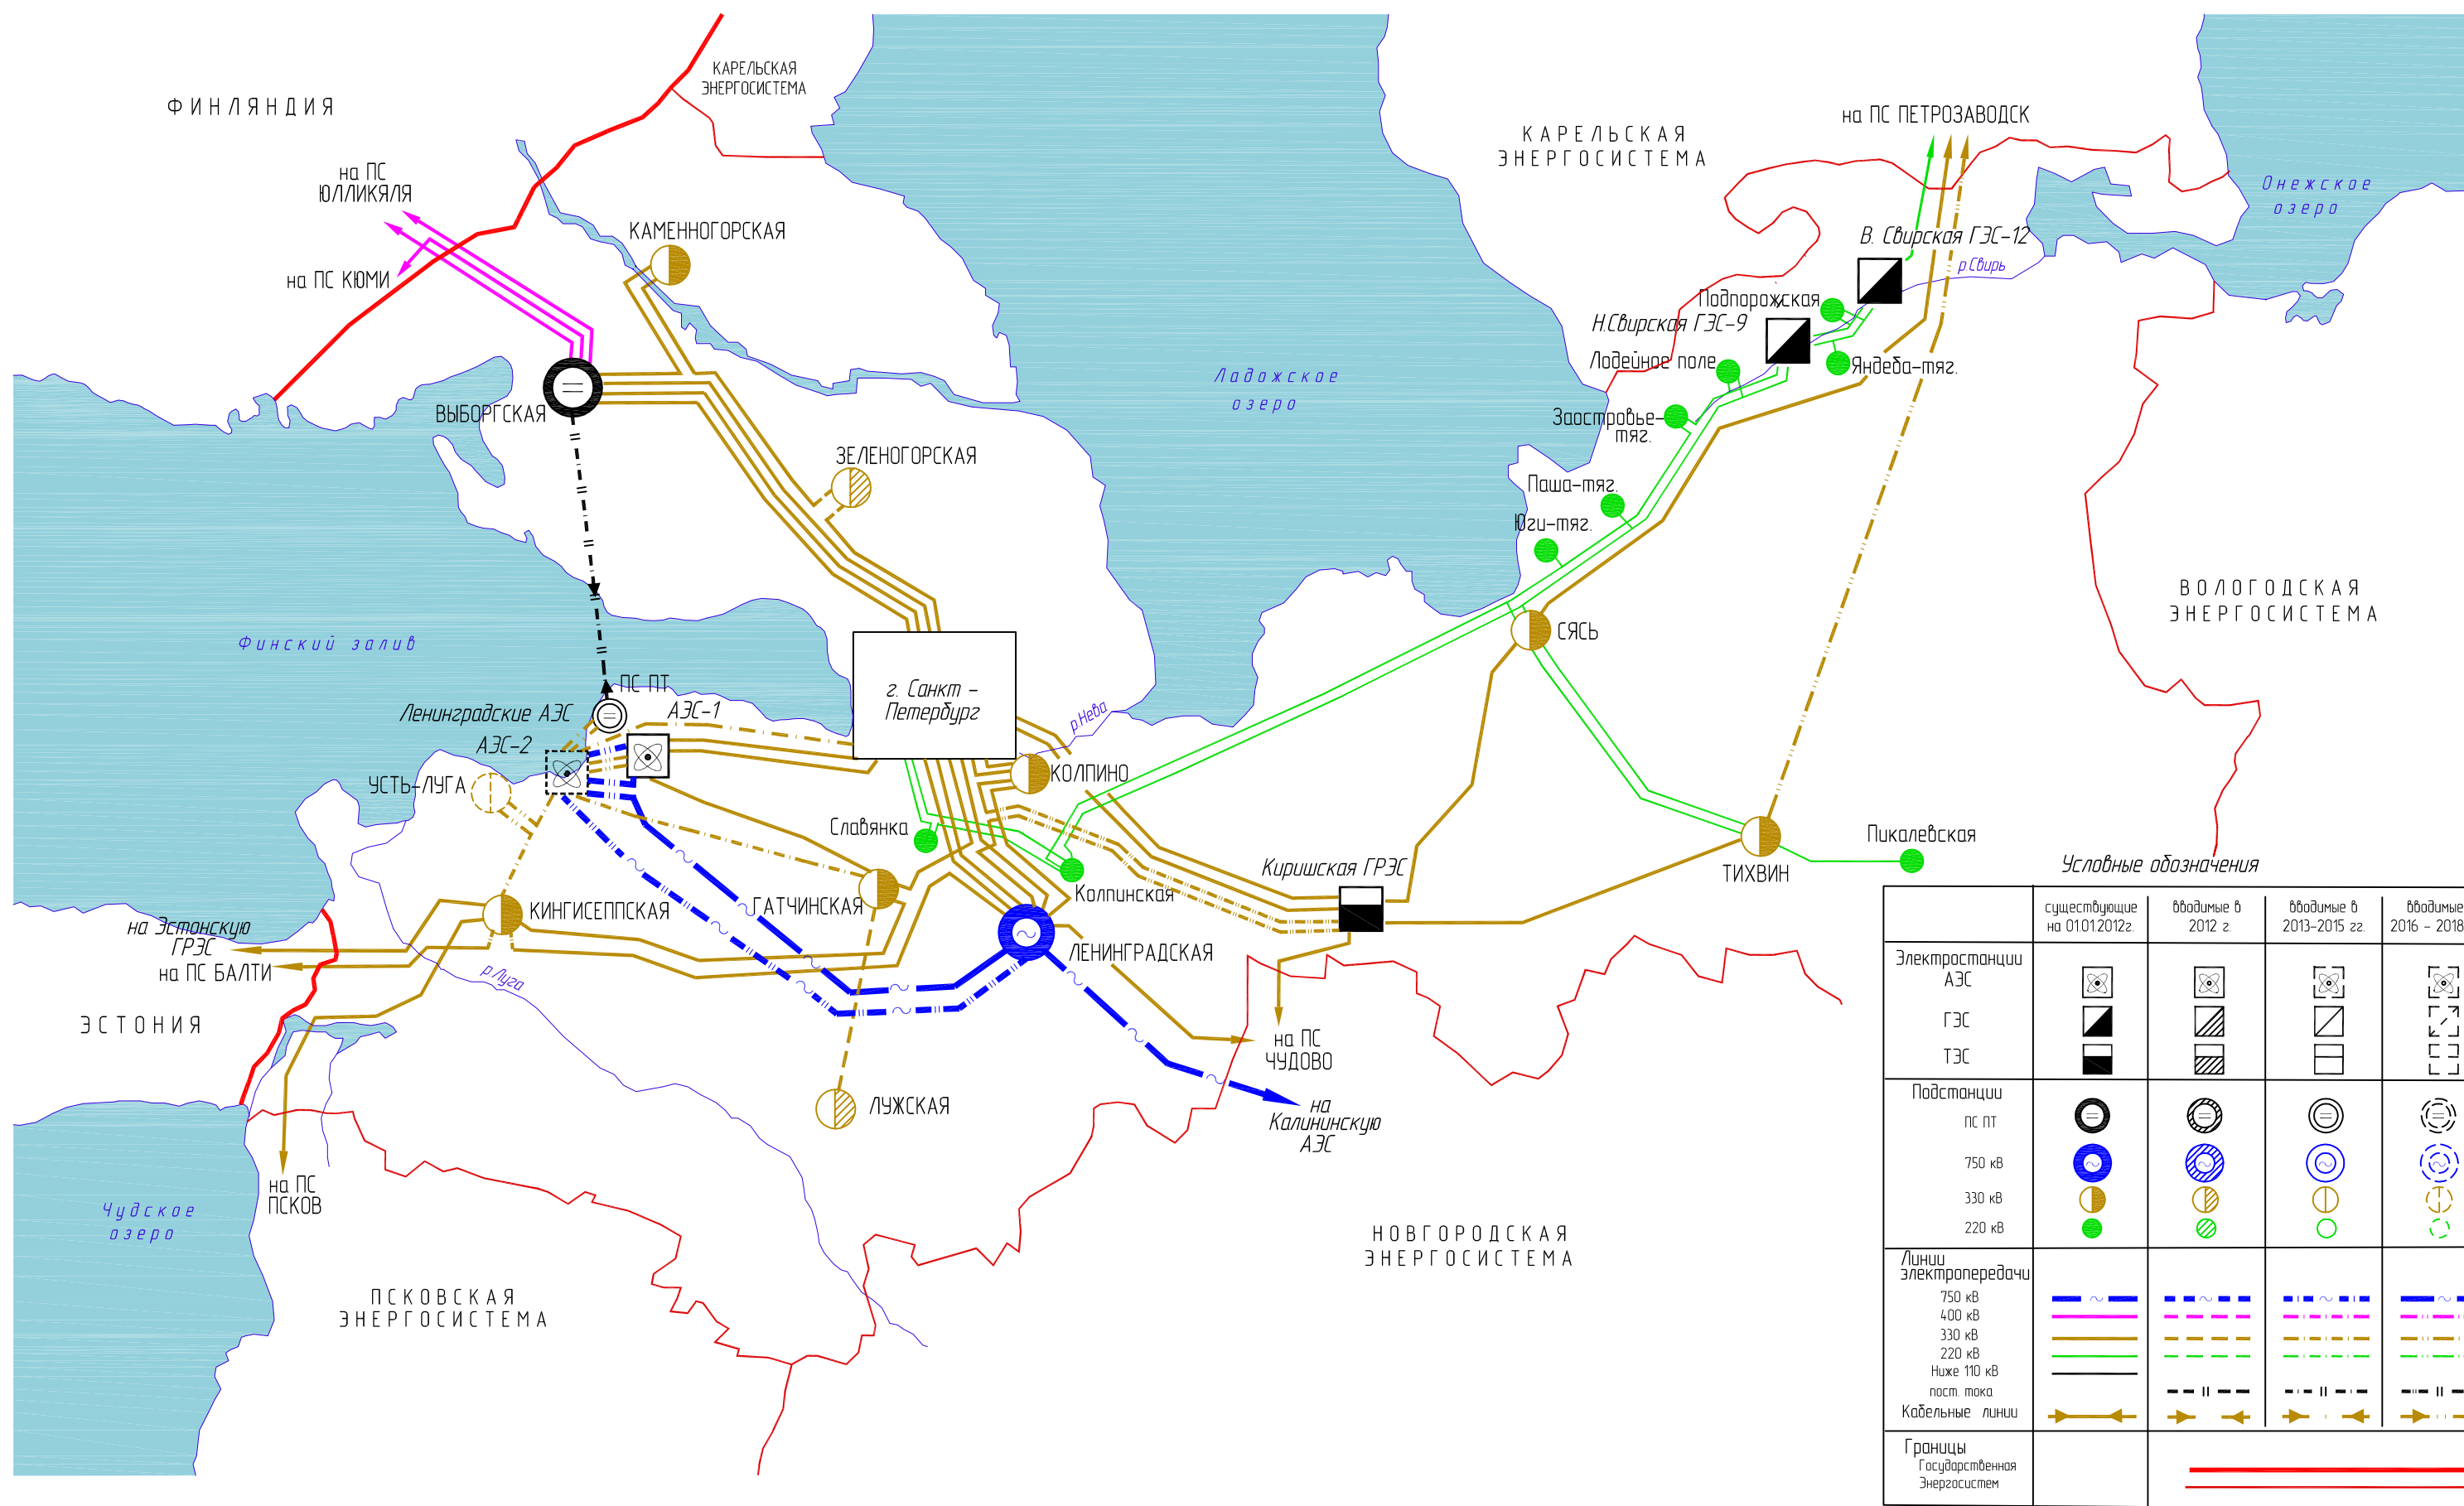 КАРЕЛЬСКАЯ
ЭНЕРГОСИСТЕМА
ФИНЛЯНДИЯ
на ПС
ЮЛЛИКЯЛЯ
на ПС КЮМИ
КАМЕННОГОРСКАЯ
ВЫБОРГСКАЯ
ЗЕЛЕНОГОРСКАЯ
КАРЕЛЬСКАЯ
ЭНЕРГОСИСТЕМА
на ПС ПЕТРОЗАВОДСК
Онежское
озеро
В. Свирская ГЭС-12
р.Свирь
Подпорожская
Н.Свирская ГЭС-9
Лодейное поле
Яндеба-тяг.
Заостровье-
тяг.
Паша-тяг.
Юги-тяг.
Ладожское
озеро
СЯСЬ
ВОЛОГОДСКАЯ
ЭНЕРГОСИСТЕМА
Финский залив
г. Санкт -
Петербург
р.Нева
ПС ПТ
Ленинградские АЭС
АЭС-1
АЭС-2
УСТЬ-ЛУГА
КОЛПИНО
Славянка
Колпинская
Киришская ГРЭС
ТИХВИН
Пикалевская
КИНГИСЕППСКАЯ
ГАТЧИНСКАЯ
ЛЕНИНГРАДСКАЯ
на Эстонскую
ГРЭС
на ПС БАЛТИ
р.Луга
ЭСТОНИЯ
на ПС
ЧУДОВО
ЛУЖСКАЯ
на
Калининскую
АЭС
на ПС
ПСКОВ
Чудское
озеро
ПСКОВСКАЯ
ЭНЕРГОСИСТЕМА
НОВГОРОДСКАЯ
ЭНЕРГОСИСТЕМА
Условные обозначения
существующие
на 01.01.2012г.
вводимые в
2012 г.
вводимые в
2013-2015 гг.
вводимые
2016 - 2018
Электростанции
АЭС
ГЭС
ТЭС
Подстанции
ПС ПТ
750 кВ
330 кВ
220 кВ
Линии
электропередачи
750 кВ
400 кВ
330 кВ
220 кВ
Ниже 110 кВ
пост. тока
Кабельные линии
Границы
Государственная
Энергосистем